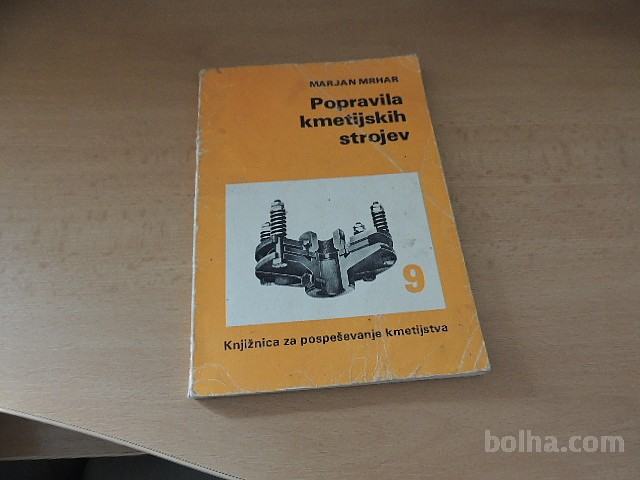 MARJAN MRHAR
Popravila
kmetijskih
strojev
9
Knjižnica za pospeševanje kmetijstva
bolha.com